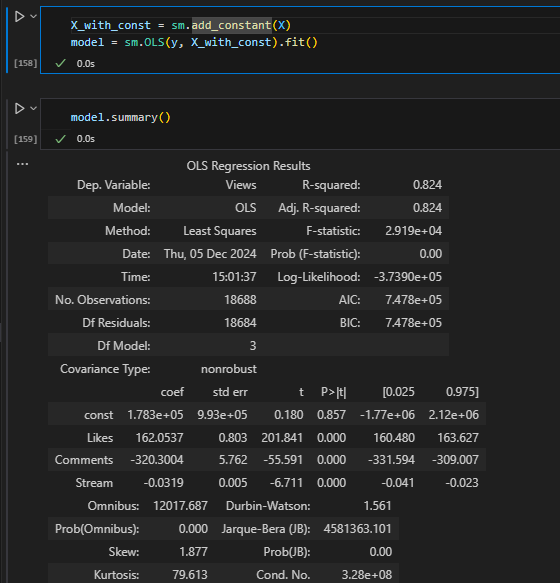 X_with_const = sm.add_constant(X)
model = sm.OLS(y, X_with_const).fit()
[158] 0.0s
model.summary()
[159] 0.0s
...
OLS Regression Results
Dep. Variable: Views R-squared: 0.824
Model: OLS Adj. R-squared: 0.824
Method: Least Squares F-statistic: 2.919e+04
Date: Thu, 05 Dec 2024 Prob (F-statistic): 0.00
Time: 15:01:37 Log-Likelihood: -3.7390e+05
No. Observations: 18688 AIC: 7.478e+05
Df Residuals: 18684 BIC: 7.478e+05
Df Model: 3
Covariance Type: nonrobust
coef std err t P>|t| [0.025 0.975]
const 1.783e+05 9.93e+05 0.180 0.857 -1.77e+06 2.12e+06
Likes 162.0537 0.803 201.841 0.000 160.480 163.627
Comments -320.3004 5.762 -55.591 0.000 -331.594 -309.007
Stream -0.0319 0.005 -6.711 0.000 -0.041 -0.023
Omnibus: 12017.687 Durbin-Watson: 1.561
Prob(Omnibus): 0.000 Jarque-Bera (JB): 4581363.101
Skew: 1.877 Prob(JB): 0.00
Kurtosis: 79.613 Cond. No. 3.28e+08